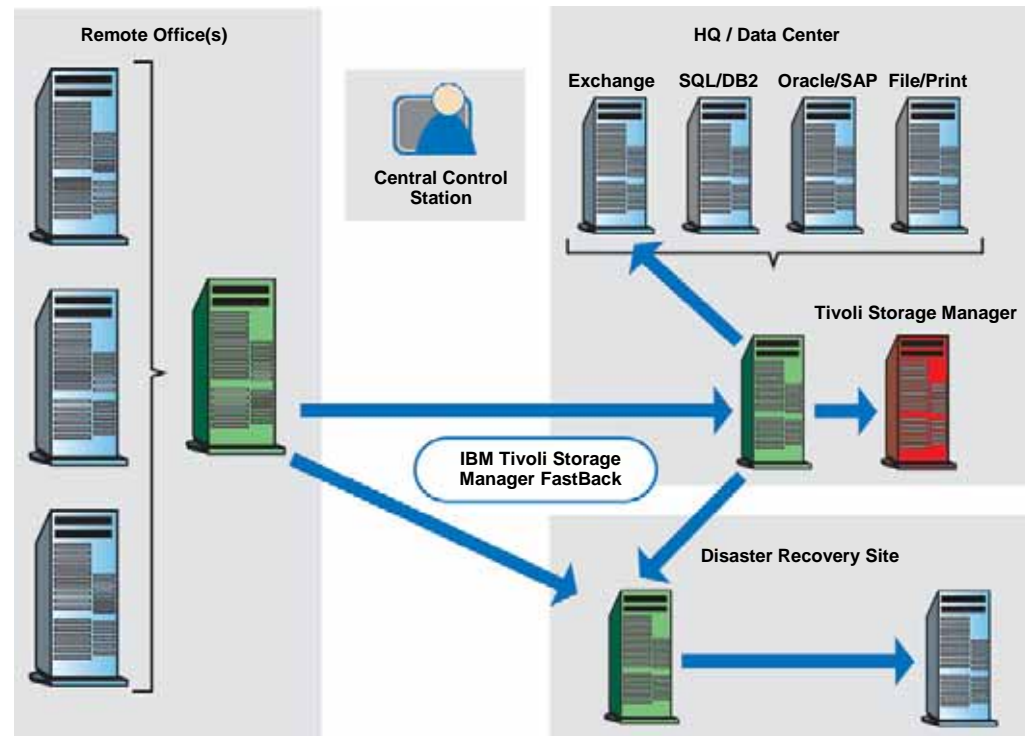 Remote Office(s)
HQ / Data Center
Exchange
SQL/DB2
Oracle/SAP
File/Print
Central Control
Station
Tivoli Storage Manager
IBM Tivoli Storage
Manager FastBack
Disaster Recovery Site